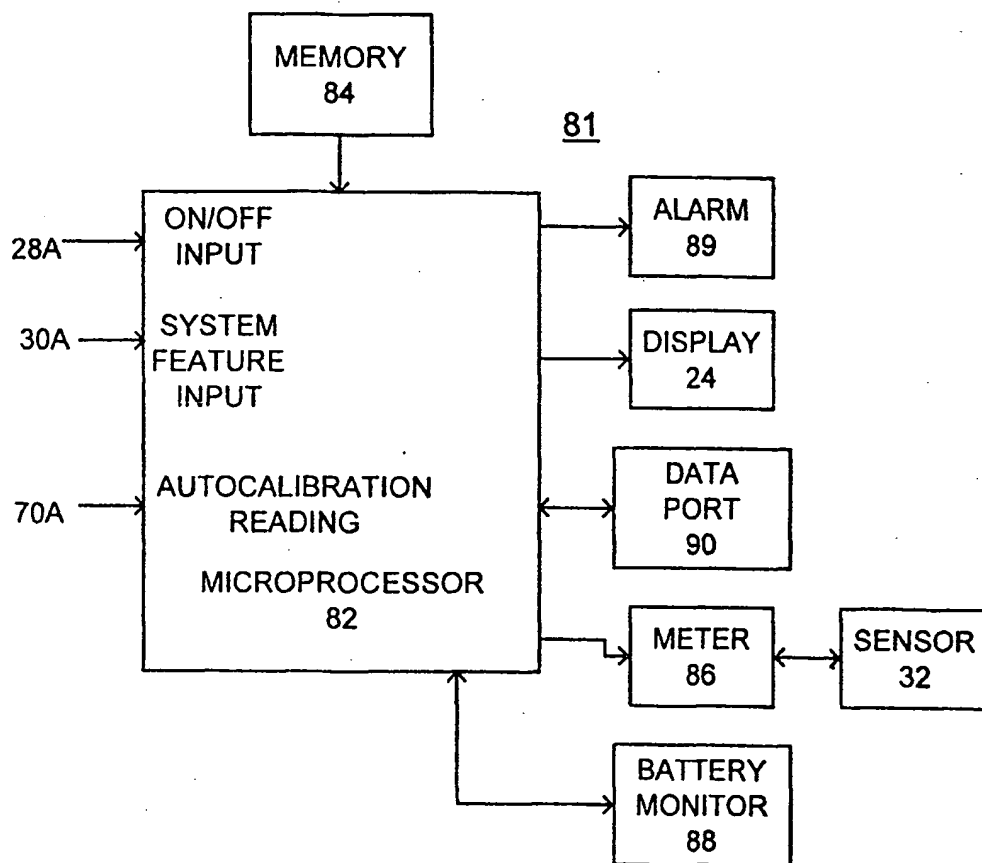 MEMORY
84
81
ON/OFF
INPUT
28A
ALARM
89
30A
SYSTEM
FEATURE
INPUT
DISPLAY
24
70A
AUTOCALIBRATION
READING
DATA
PORT
90
MICROPROCESSOR
82
METER
86
SENSOR
32
BATTERY
MONITOR
88